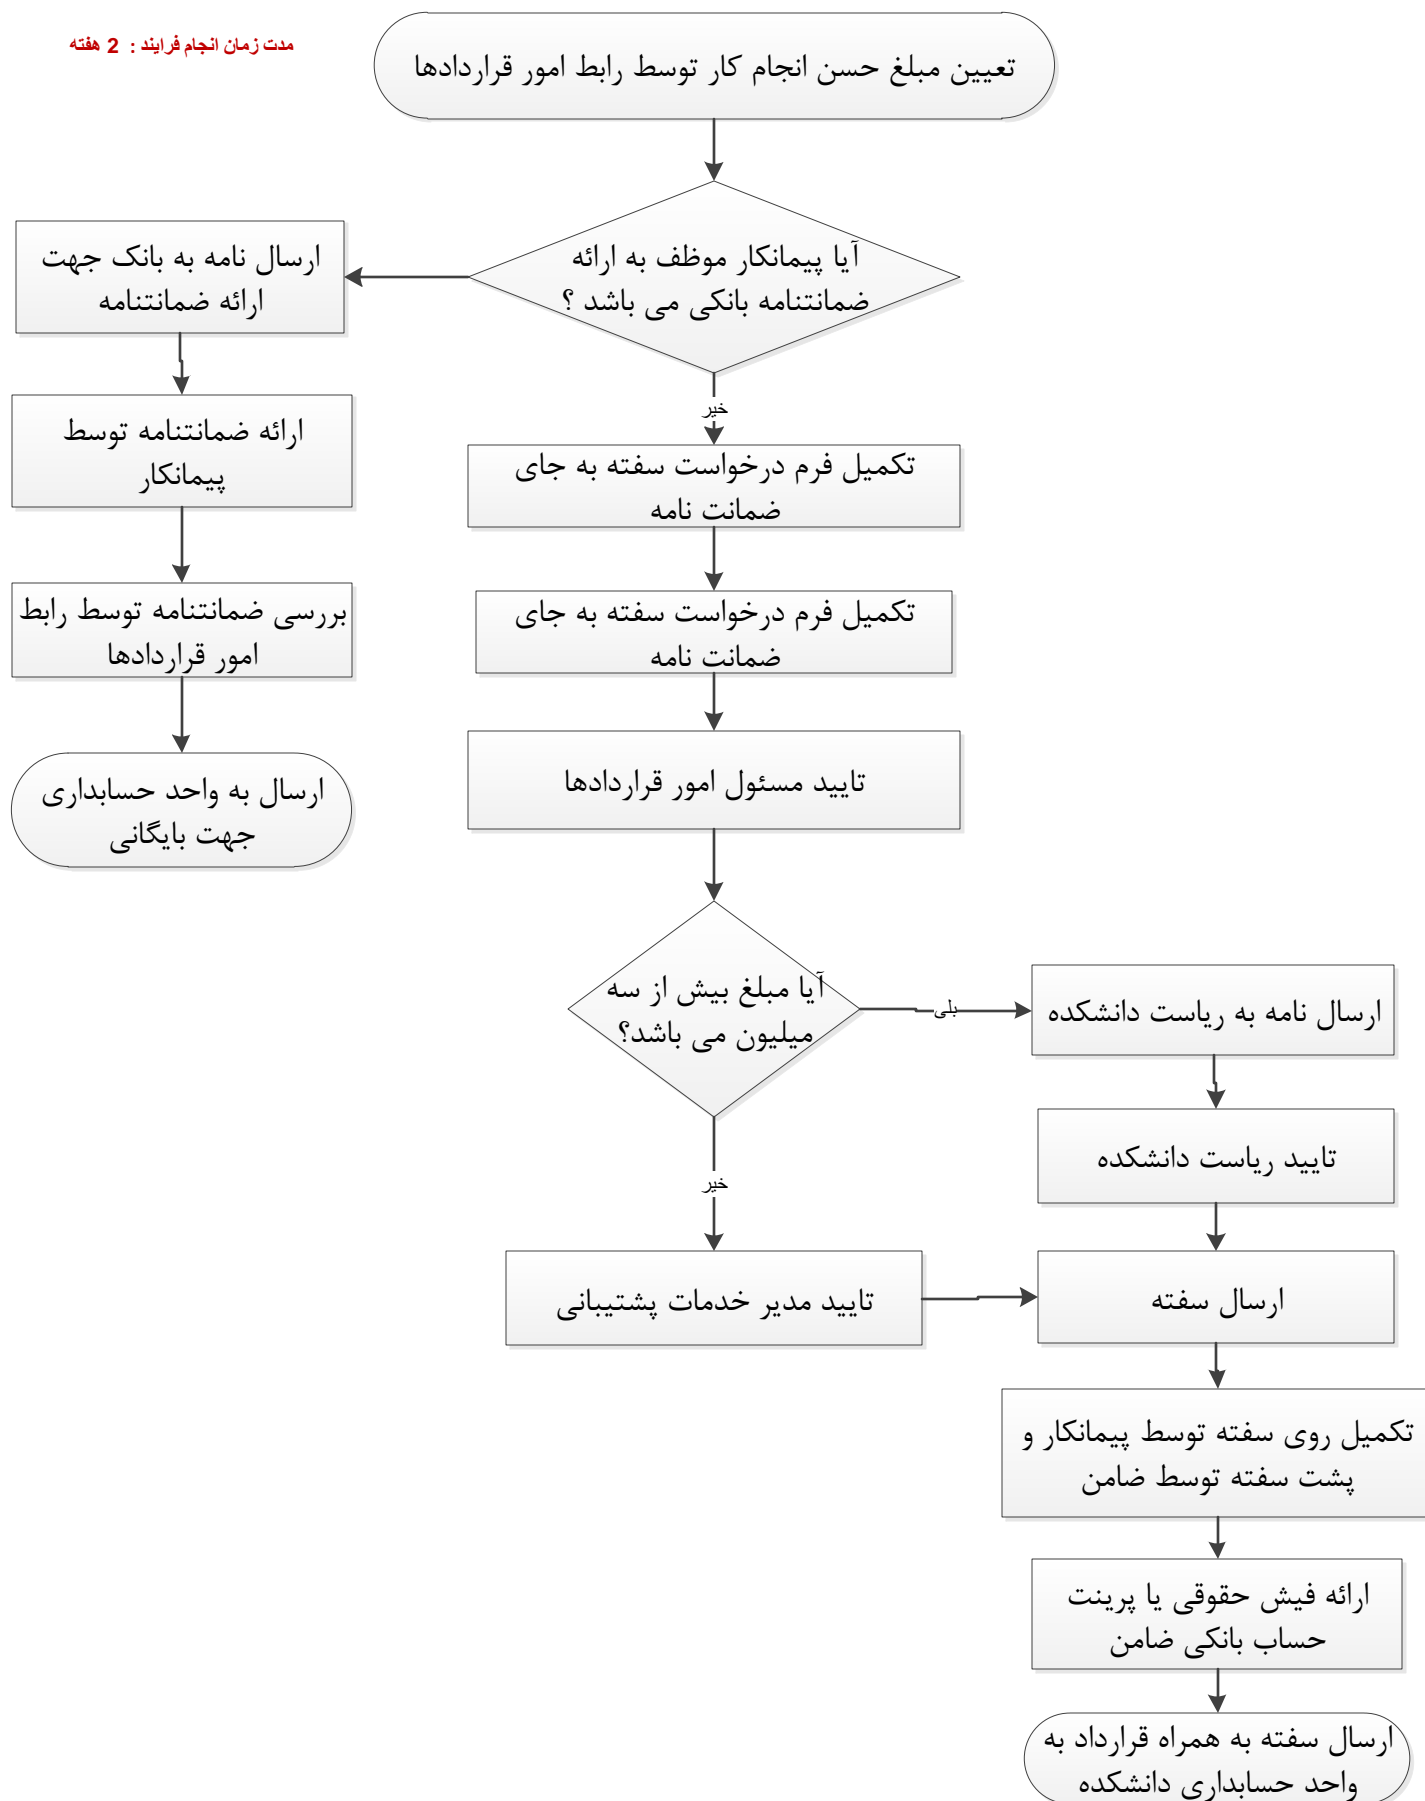 مدت زمان انجام فرایند : 2 هفته
تعیین مبلغ حسن انجام کار توسط رابط امور قراردادها
آیا پیمانکار موظف به ارائه
ضمانتنامه بانکی می باشد ؟
ارسال نامه به بانک جهت
ارائه ضمانتنامه
ارائه ضمانتنامه توسط
پیمانکار
بررسی ضمانتنامه توسط رابط
امور قراردادها
ارسال به واحد حسابداری
جهت بایگانی
خیر
تکمیل فرم درخواست سفته به جای
ضمانت نامه
تکمیل فرم درخواست سفته به جای
ضمانت نامه
تایید مسئول امور قراردادها
آیا مبلغ بیش از سه
میلیون می باشد؟
بلی
ارسال نامه به ریاست دانشکده
تایید ریاست دانشکده
خیر
تایید مدیر خدمات پشتیبانی
ارسال سفته
تکمیل روی سفته توسط پیمانکار و
پشت سفته توسط ضامن
ارائه فیش حقوقی یا پرینت
حساب بانکی ضامن
ارسال سفته به همراه قرارداد به
واحد حسابداری دانشکده